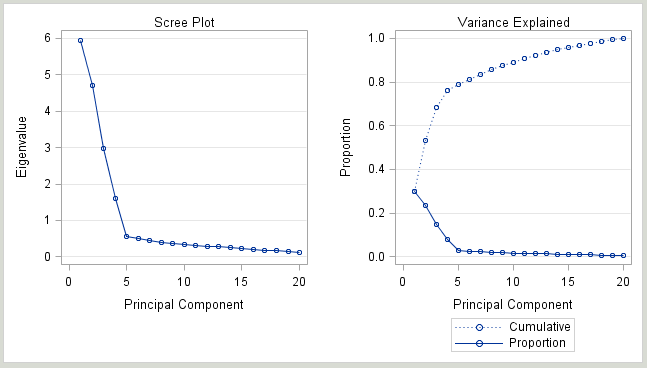 Scree Plot
6
5
4
3
2
1
0
Eigenvalue
0 5 10 15 20
Principal Component
Variance Explained
1.0
0.8
0.6
0.4
0.2
0.0
Proportion
0 5 10 15 20
Principal Component
Cumulative
Proportion